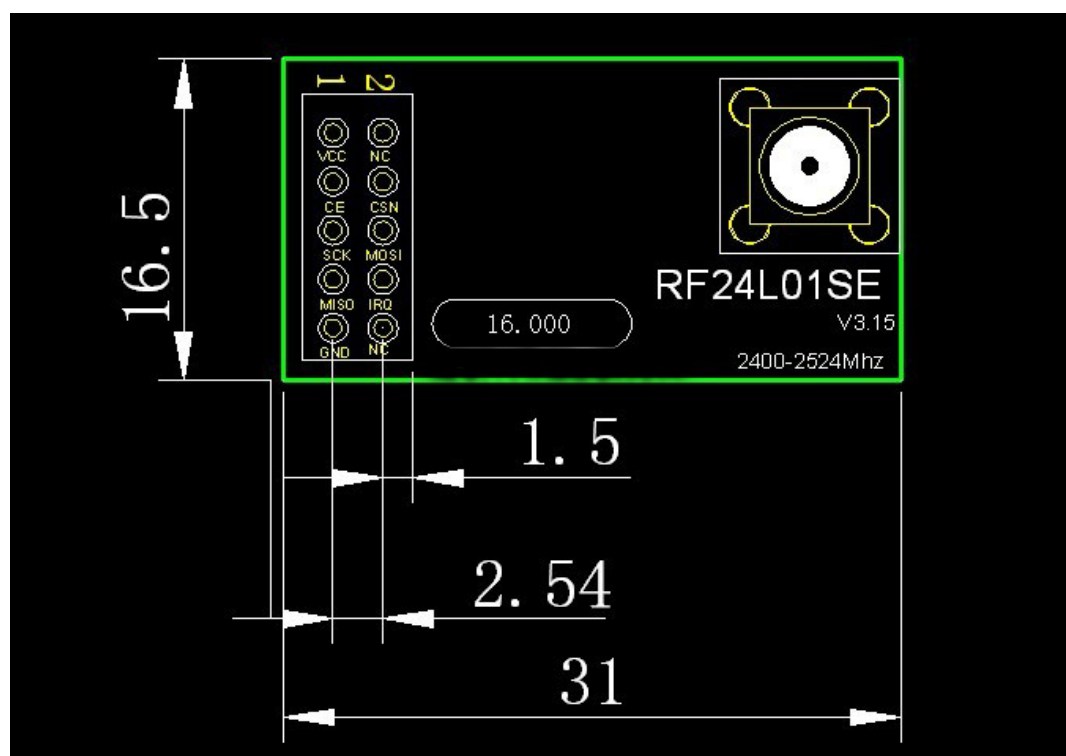 1 2
VCC NC
CE CSN
SCK MOSI
MISO IRQ
GND NC
16.5
16.000
RF24L01SE
V3.15
2400-2524Mhz
1.5
2.54
31